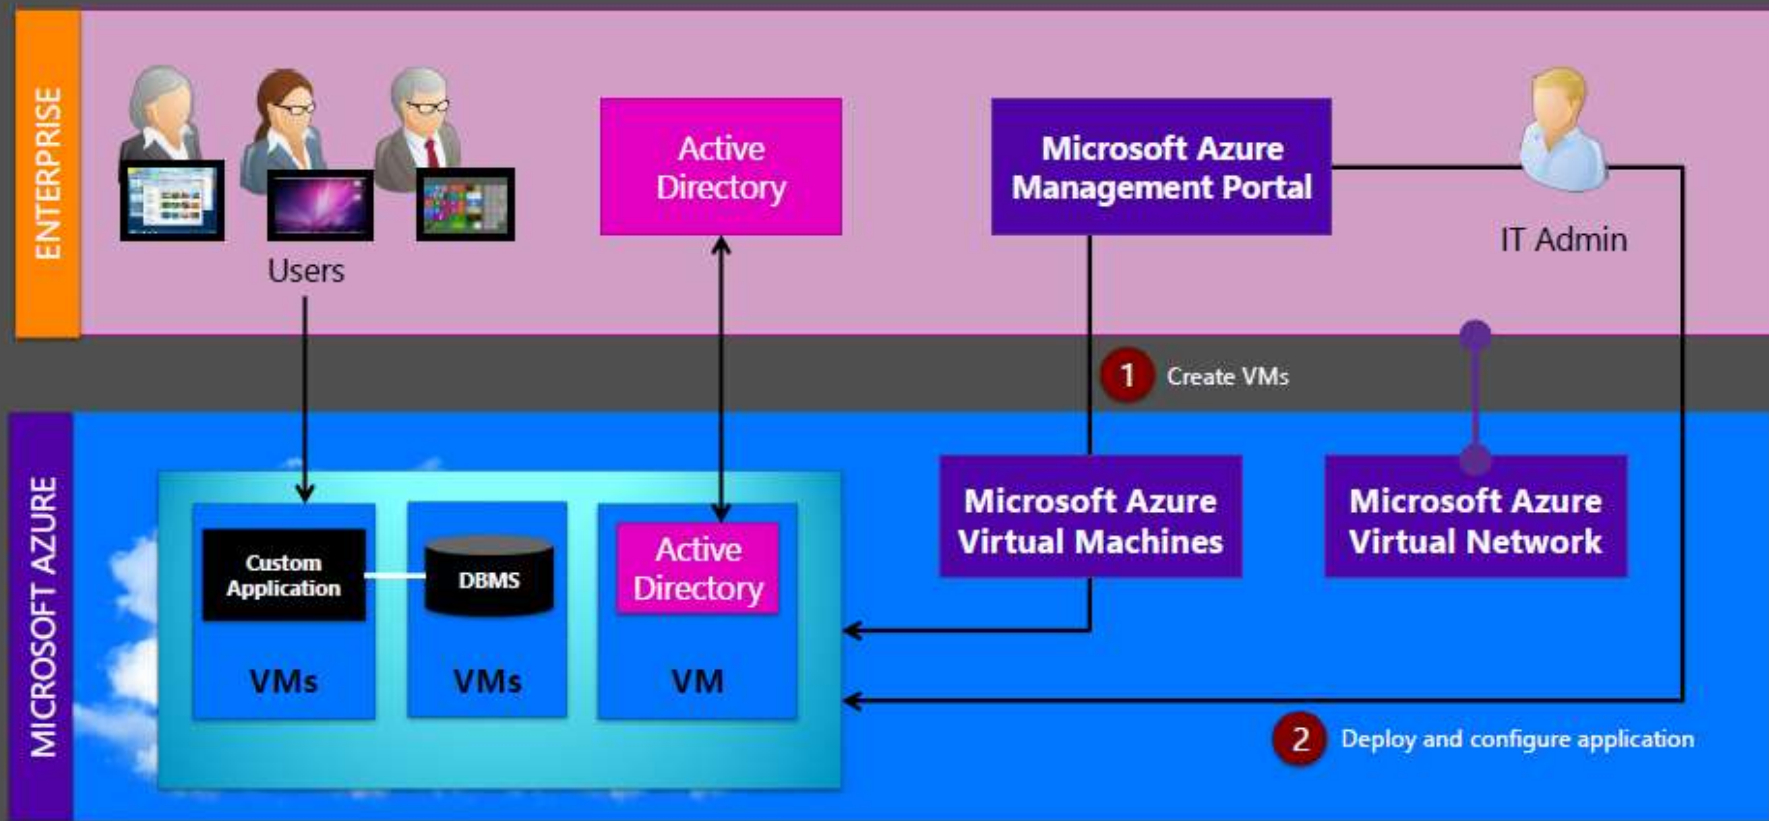 ENTERPRISE
Users
Active
Directory
Microsoft Azure
Management Portal
IT Admin
1 Create VMs
MICROSOFT AZURE
Custom
Application
VMs
DBMS
VMs
Active
Directory
VM
Microsoft Azure
Virtual Machines
Microsoft Azure
Virtual Network
2 Deploy and configure application